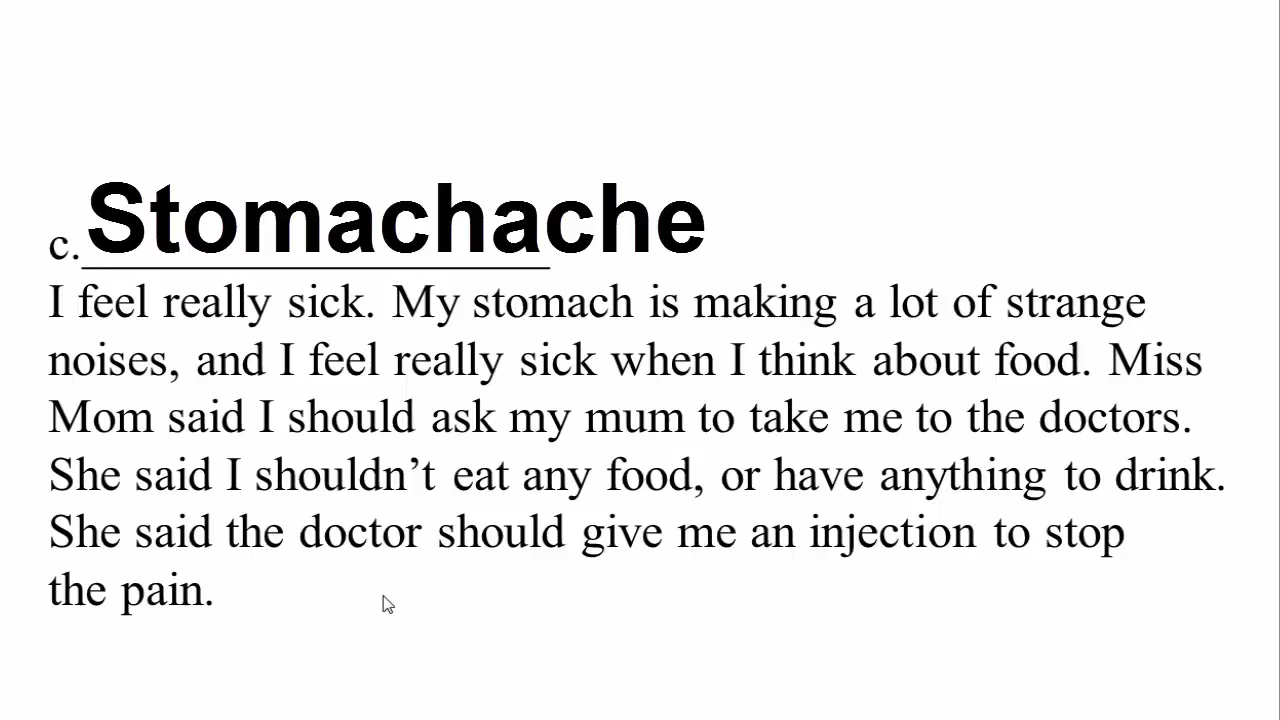 c. Stomachache
I feel really sick. My stomach is making a lot of strange
noises, and I feel really sick when I think about food. Miss
Mom said I should ask my mum to take me to the doctors.
She said I shouldn’t eat any food, or have anything to drink.
She said the doctor should give me an injection to stop
the pain.